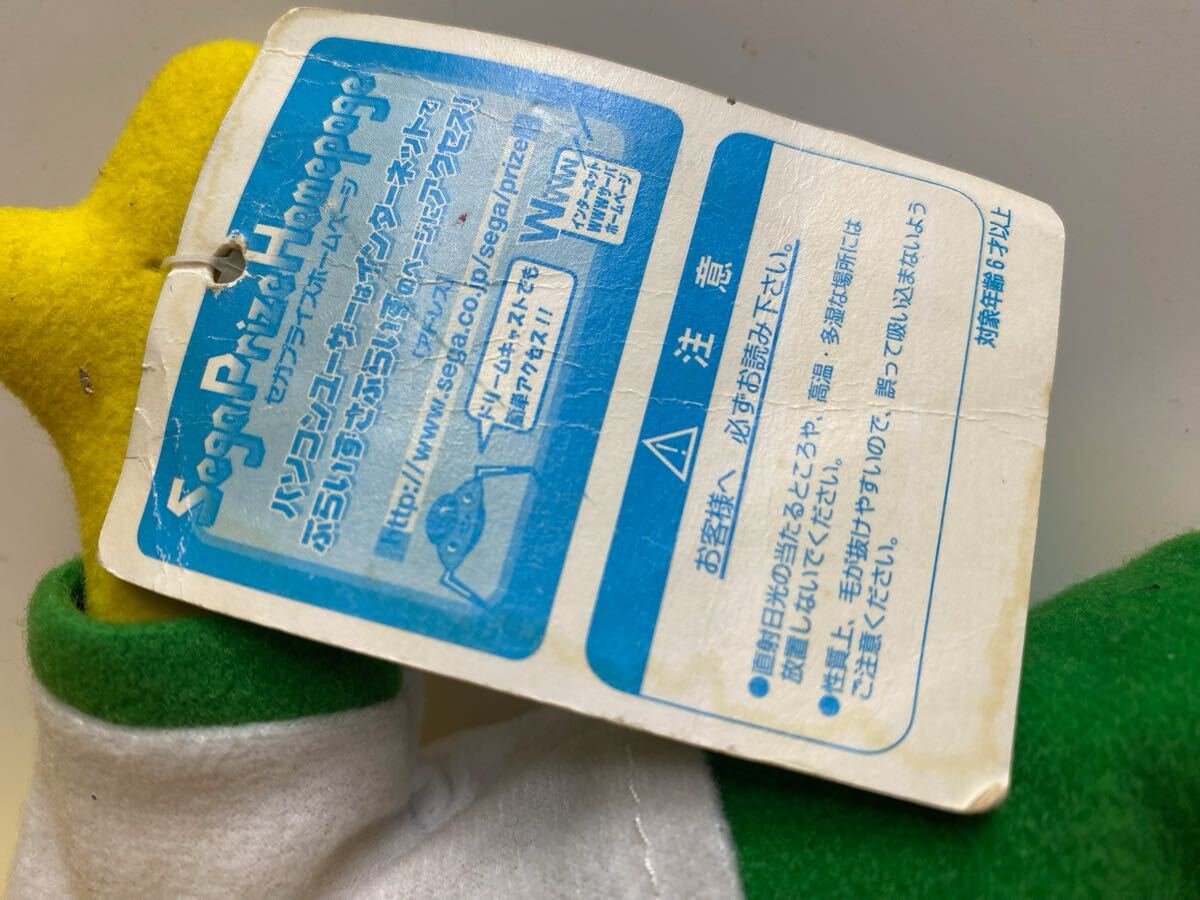 Sega Prize Homepage
セガプライズホームページ
パソコンユーザーはインターネットで
ぷらいずさぷらいずのページにアクセス!
[アドレス]
http://www.sega.co.jp/sega/prize
ドリームキャストでも
簡単アクセス!!
WWW
インターネット
WWWサーバ
ホームページ
注意
お客様へ 必ずお読み下さい。
●直射日光の当たるところや、高温・多湿な場所には
放置しないでください。
●性質上、毛が抜けやすいので、誤って吸い込まないよう
ご注意ください。
対象年齢6才以上